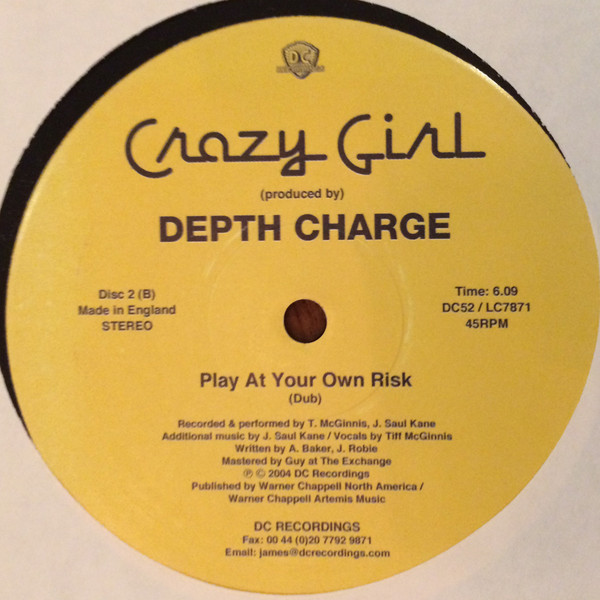 DC
Crazy Girl
(produced by)
DEPTH CHARGE
Disc 2 (B)
Made in England
STEREO
Time: 6.09
DC52 / LC7871
45RPM
Play At Your Own Risk
(Dub)
Recorded & performed by T. McGinnis, J. Saul Kane
Additional music by J. Saul Kane / Vocals by Tiff McGinnis
Written by A. Baker, J. Robie
Mastered by Guy at The Exchange
℗ © 2004 DC Recordings
Published by Warner Chappell North America /
Warner Chappell Artemis Music
DC RECORDINGS
Fax: 00 44 (0)20 7792 9871
Email: james@dcrecordings.com